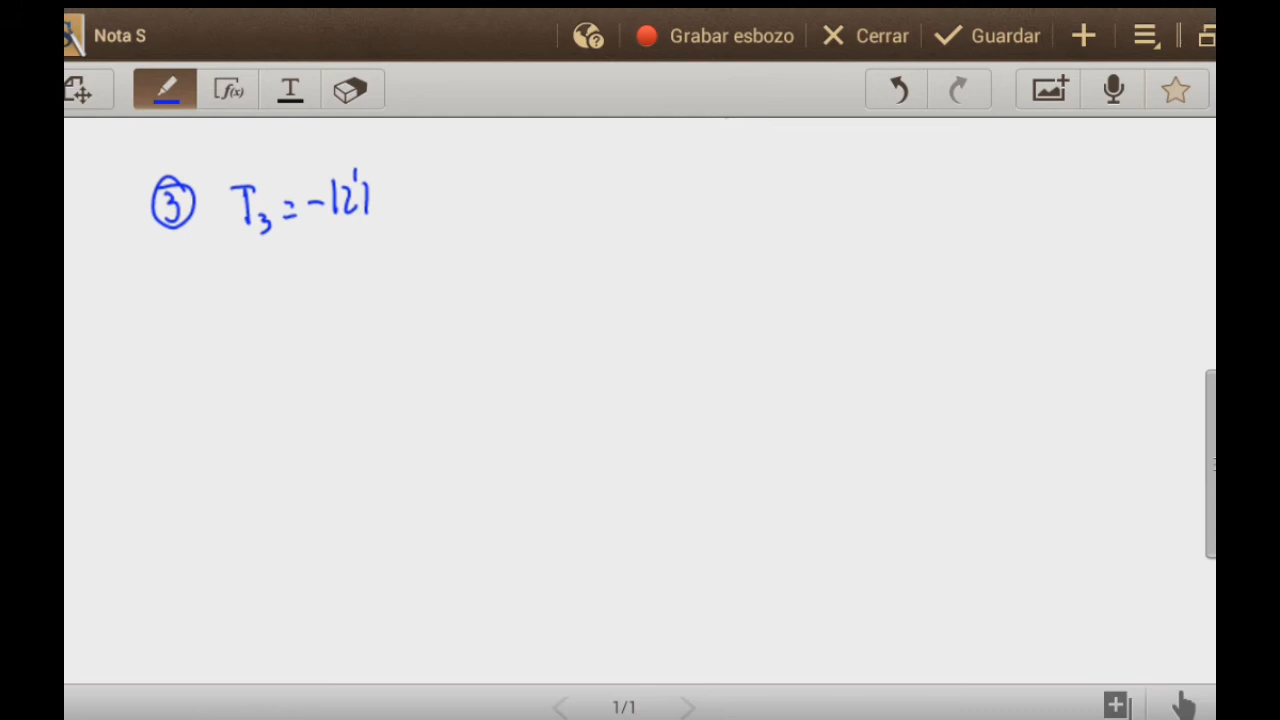 Nota S
Grabar esbozo
Cerrar
Guardar
f(x)
T
③ T₃ = -12'1
1/1